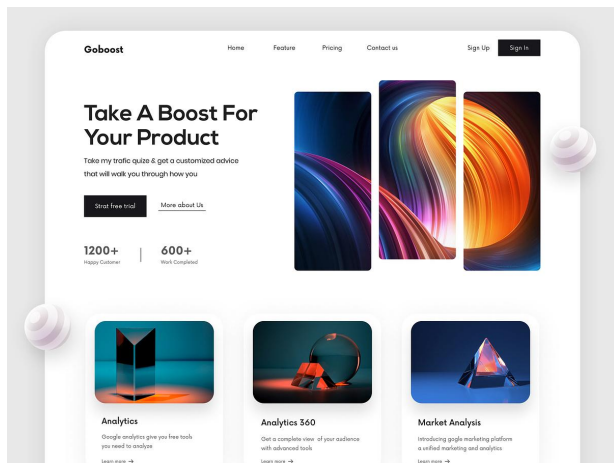 Goboost
Home Feature Pricing Contact us Sign Up Sign In
Take A Boost For
Your Product
Take my trafic quize & get a customized advice
that will walk you through how you
Strat free trial More about Us
1200+ 600+
Happy Customer Work Completed
Analytics
Google analytics give you free tools
you need to analyze
Learn more →
Analytics 360
Get a complete view of your audience
with advanced tools
Learn more →
Market Analysis
Introducing gogle marketing platform
a unified marketing and analytics
Learn more →